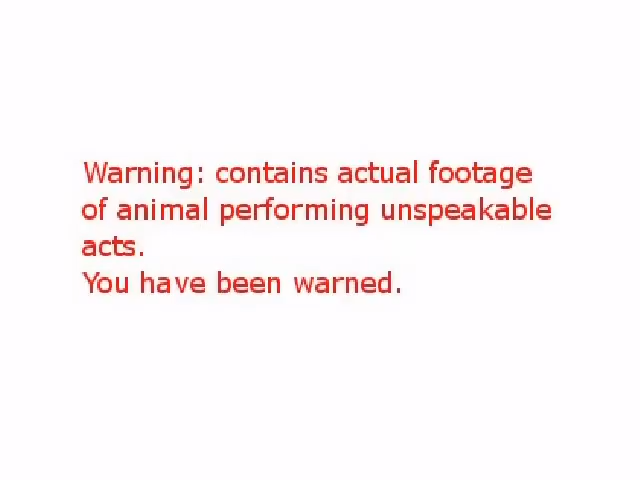 Warning: contains actual footage
of animal performing unspeakable
acts.
You have been warned.